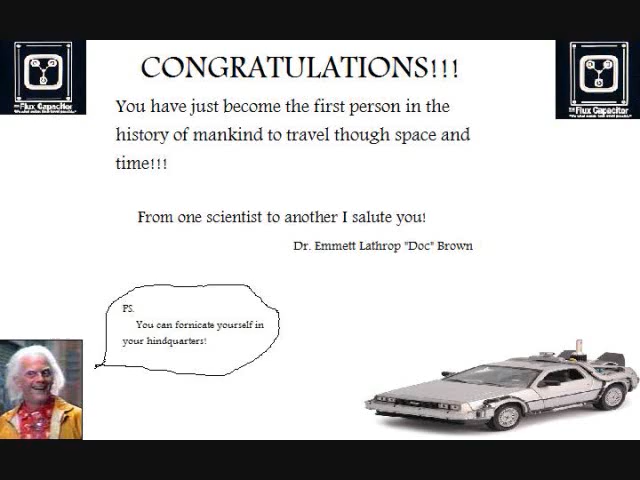 CONGRATULATIONS!!!
You have just become the first person in the
history of mankind to travel though space and
time!!!
From one scientist to another I salute you!
Dr. Emmett Lathrop "Doc" Brown
PS.
You can fornicate yourself in
your hindquarters!
Flux Capacitor
THE Flux Capacitor